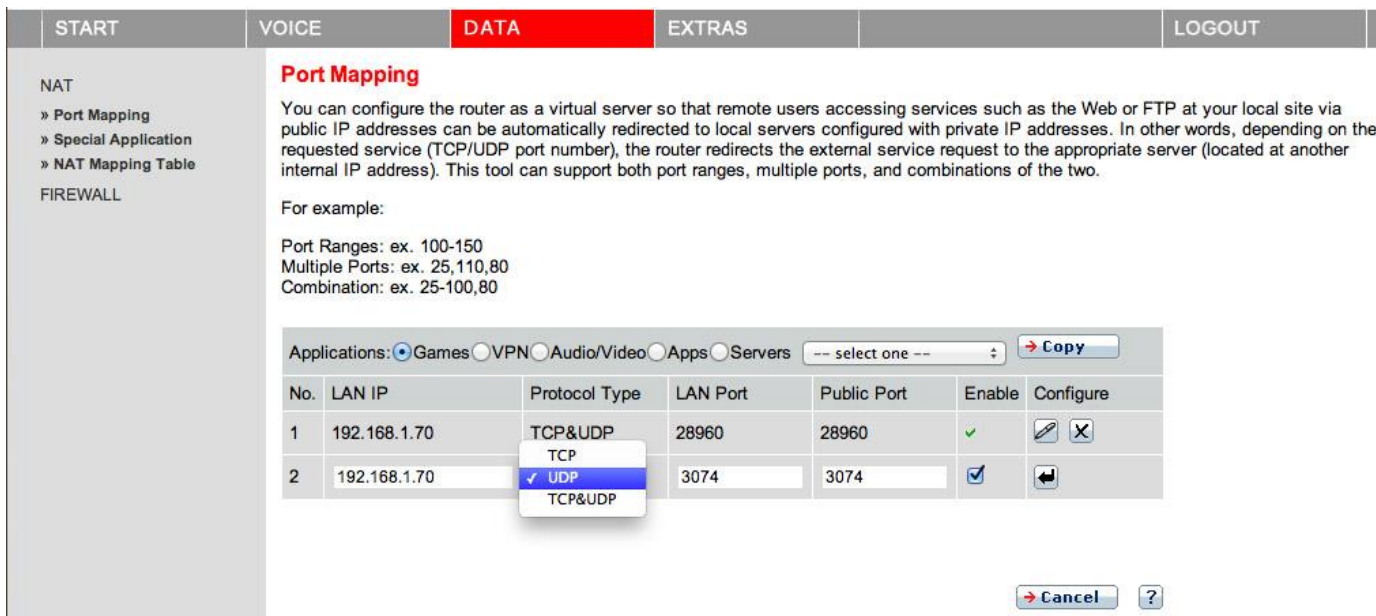 START VOICE DATA EXTRAS LOGOUT
NAT
» Port Mapping
» Special Application
» NAT Mapping Table
FIREWALL
Port Mapping
You can configure the router as a virtual server so that remote users accessing services such as the Web or FTP at your local site via
public IP addresses can be automatically redirected to local servers configured with private IP addresses. In other words, depending on the
requested service (TCP/UDP port number), the router redirects the external service request to the appropriate server (located at another
internal IP address). This tool can support both port ranges, multiple ports, and combinations of the two.
For example:
Port Ranges: ex. 100-150
Multiple Ports: ex. 25,110,80
Combination: ex. 25-100,80
Applications: Games VPN Audio/Video Apps Servers -- select one -- Copy
No. LAN IP Protocol Type LAN Port Public Port Enable Configure
1 192.168.1.70 TCP&UDP 28960 28960
TCP
2 192.168.1.70 ✓ UDP 3074 3074
TCP&UDP
Cancel ?